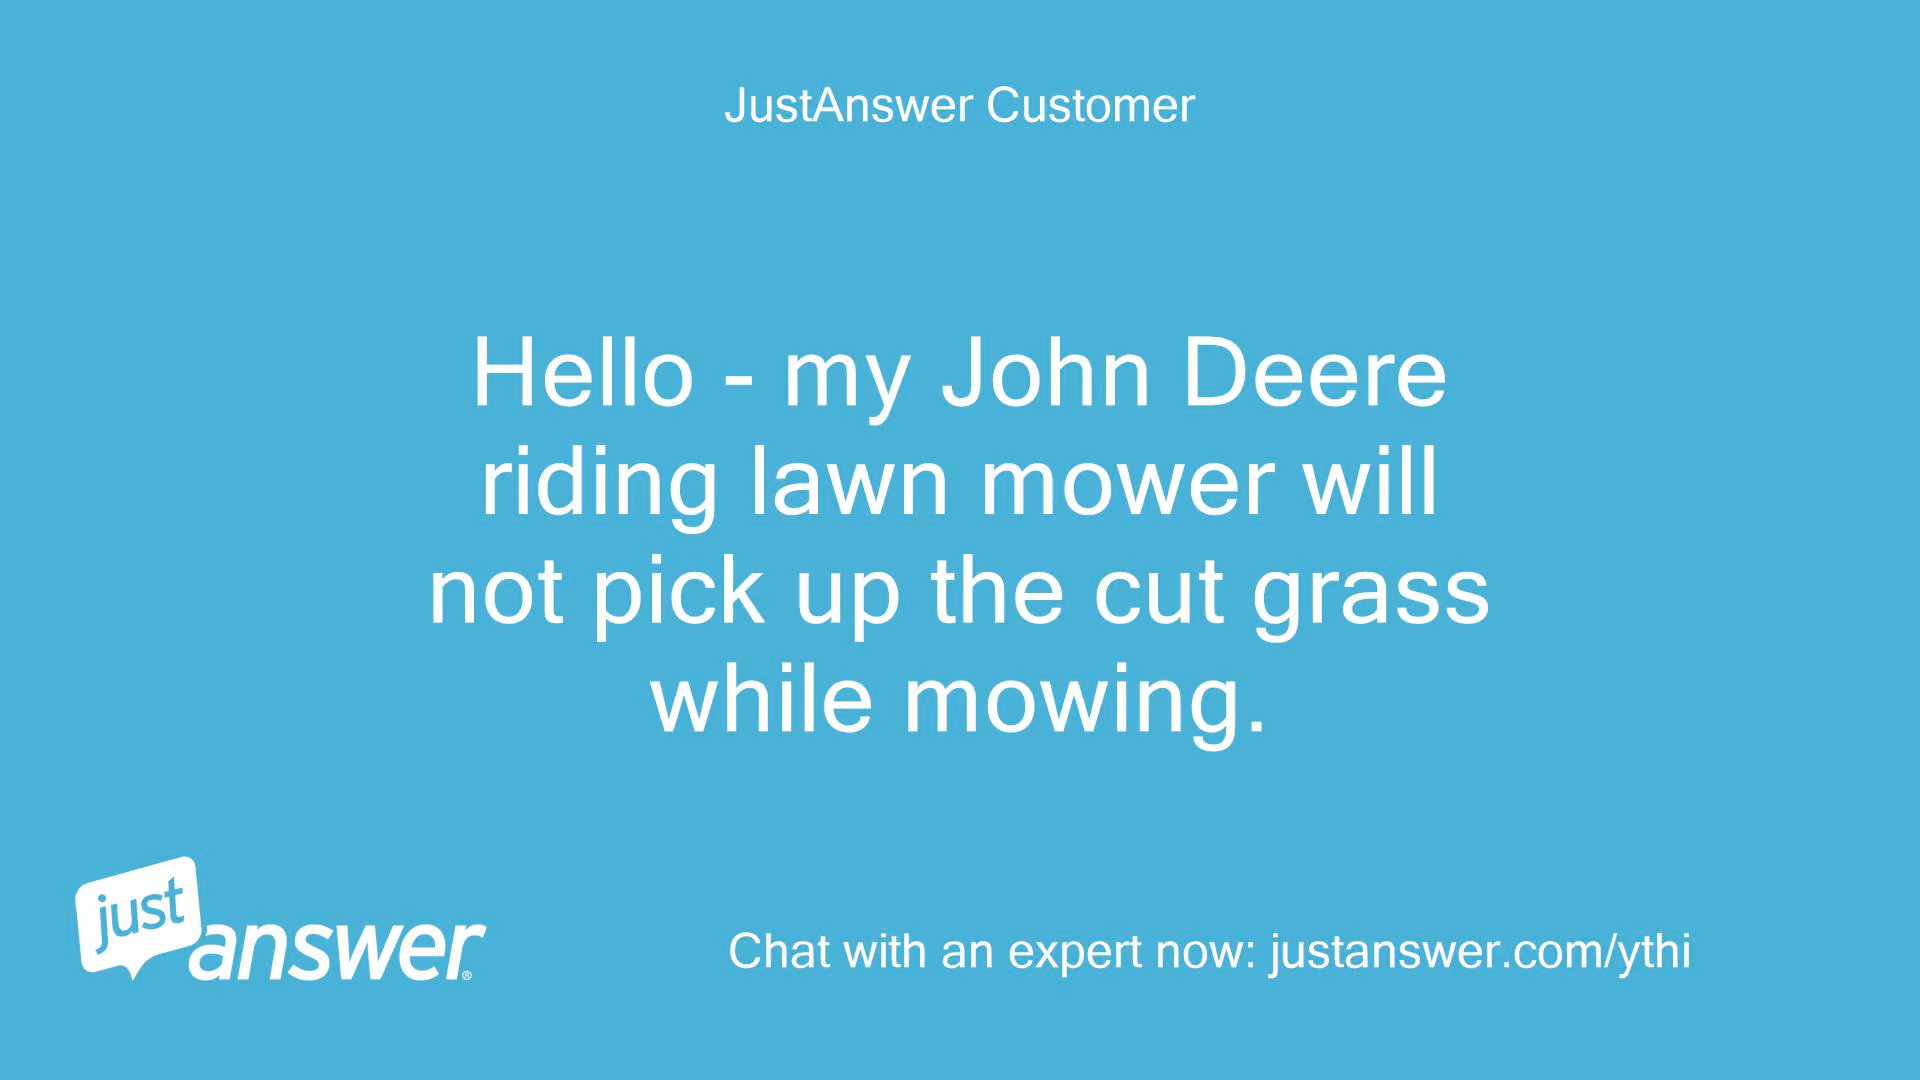 JustAnswer Customer
Hello - my John Deere
riding lawn mower will
not pick up the cut grass
while mowing.
just
answer®
Chat with an expert now: justanswer.com/ythi